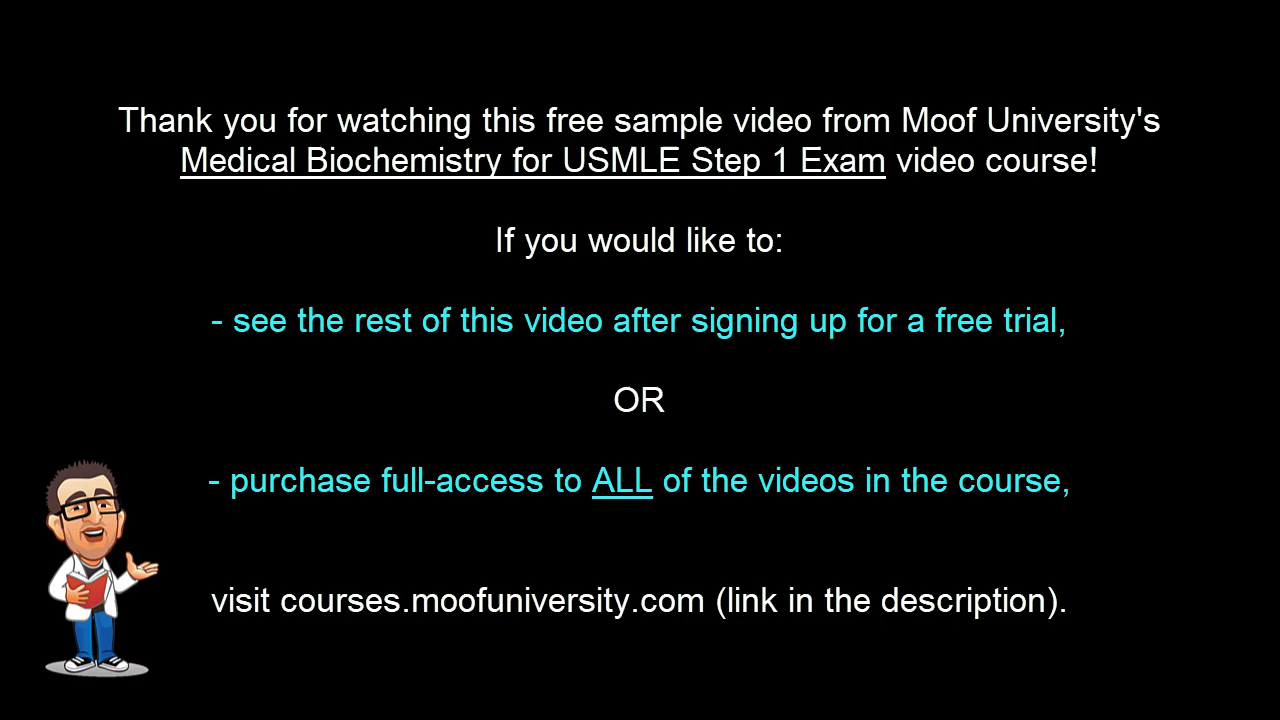 Thank you for watching this free sample video from Moof University's
Medical Biochemistry for USMLE Step 1 Exam video course!
If you would like to:
- see the rest of this video after signing up for a free trial,
OR
- purchase full-access to ALL of the videos in the course,
visit courses.moofuniversity.com (link in the description).